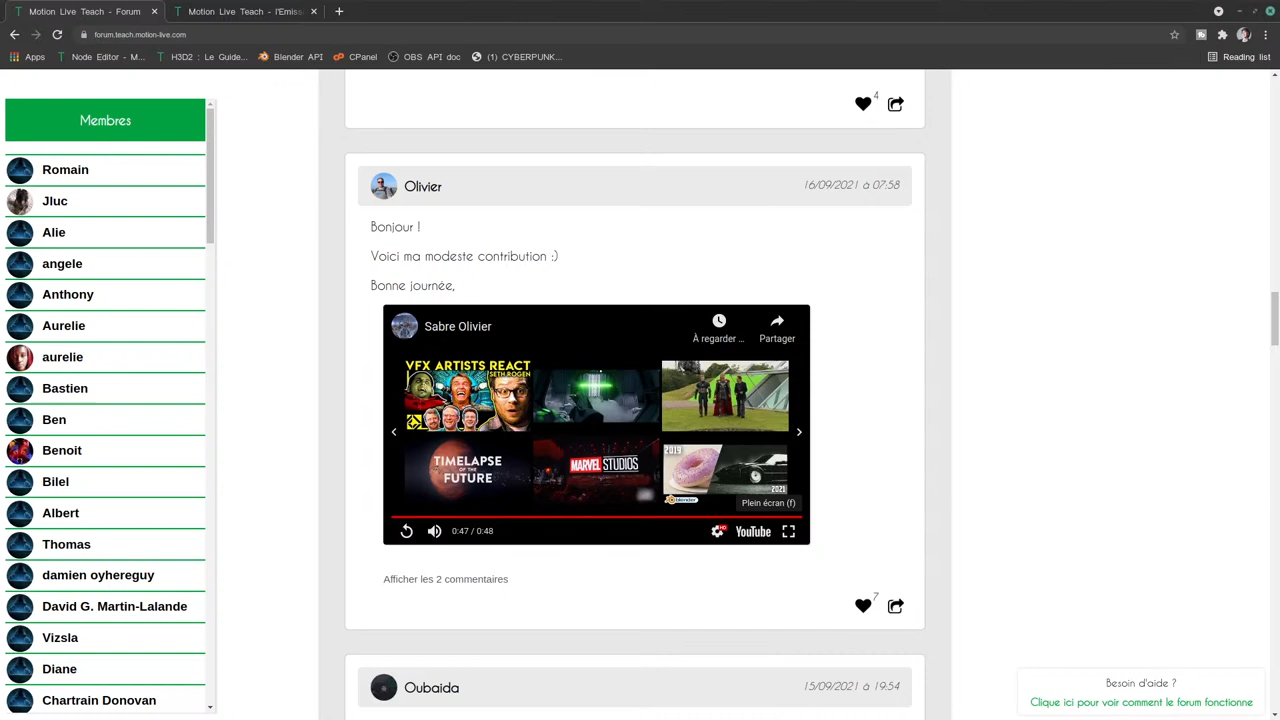 Motion Live Teach - Forum
Motion Live Teach - l'Emiss
forum.teach.motion-live.com
Apps
Node Editor - M...
H3D2 : Le Guide...
Blender API
CPanel
OBS API doc
(1) CYBERPUNK...
Reading list
Membres
Romain
Jluc
Alie
angele
Anthony
Aurelie
aurelie
Bastien
Ben
Benoit
Bilel
Albert
Thomas
damien oyhereguy
David G. Martin-Lalande
Vizsla
Diane
Chartrain Donovan
4
Olivier
16/09/2021 à 07:58
Bonjour !
Voici ma modeste contribution :)
Bonne journée,
Sabre Olivier
À regarder ...
Partager
VFX ARTISTS REACT
SETH ROGEN
TIMELAPSE
OF THE
FUTURE
MARVEL STUDIOS
2019
2021
blender
Plein écran (f)
0:47 / 0:48
HD
YouTube
Afficher les 2 commentaires
7
Oubaida
15/09/2021 à 19:54
Besoin d'aide ?
Clique ici pour voir comment le forum fonctionne